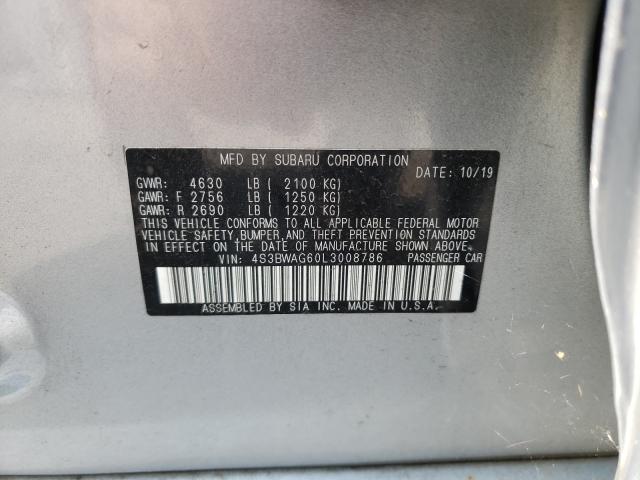 MFD BY SUBARU CORPORATION
DATE: 10/19
GVWR: 4630 LB ( 2100 KG)
GAWR: F 2756 LB ( 1250 KG)
GAWR: R 2690 LB ( 1220 KG)
THIS VEHICLE CONFORMS TO ALL APPLICABLE FEDERAL MOTOR
VEHICLE SAFETY, BUMPER, AND THEFT PREVENTION STANDARDS
IN EFFECT ON THE DATE OF MANUFACTURE SHOWN ABOVE.
VIN: 4S3BWAG60L3008786 PASSENGER CAR
ASSEMBLED BY SIA INC. MADE IN U.S.A.